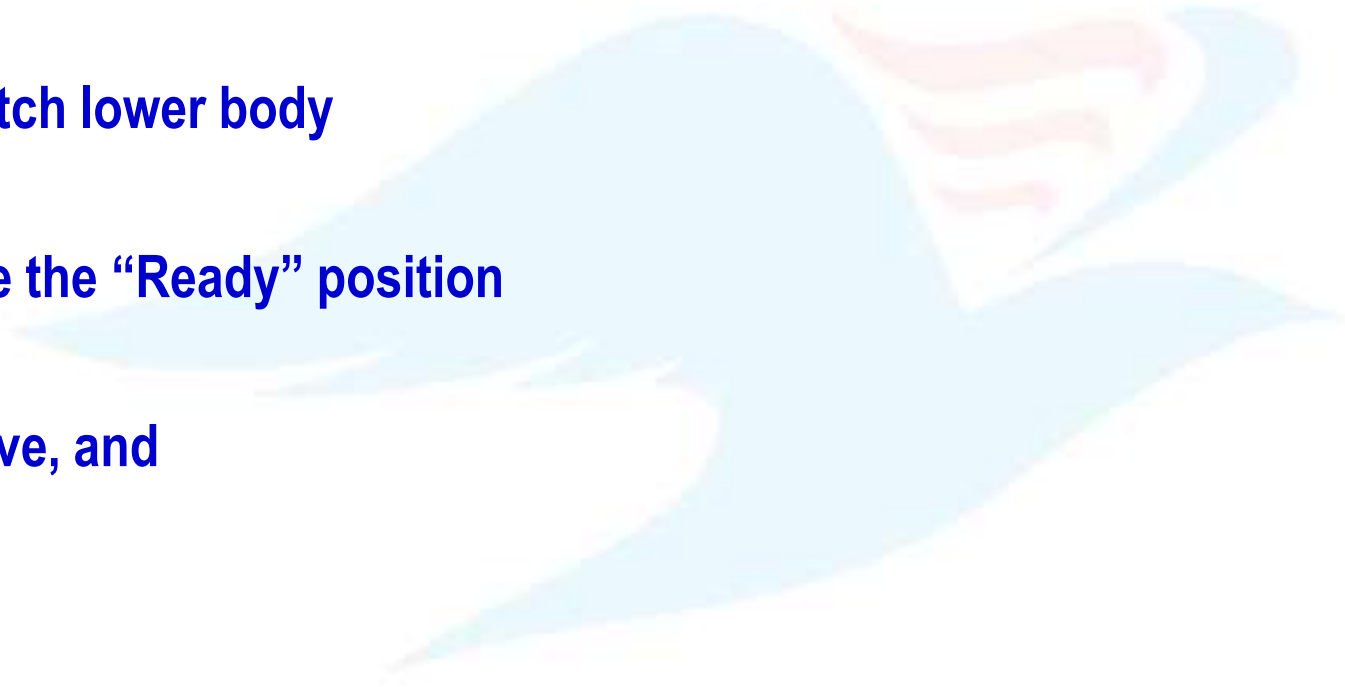 tch lower body
e the “Ready” position
ve, and